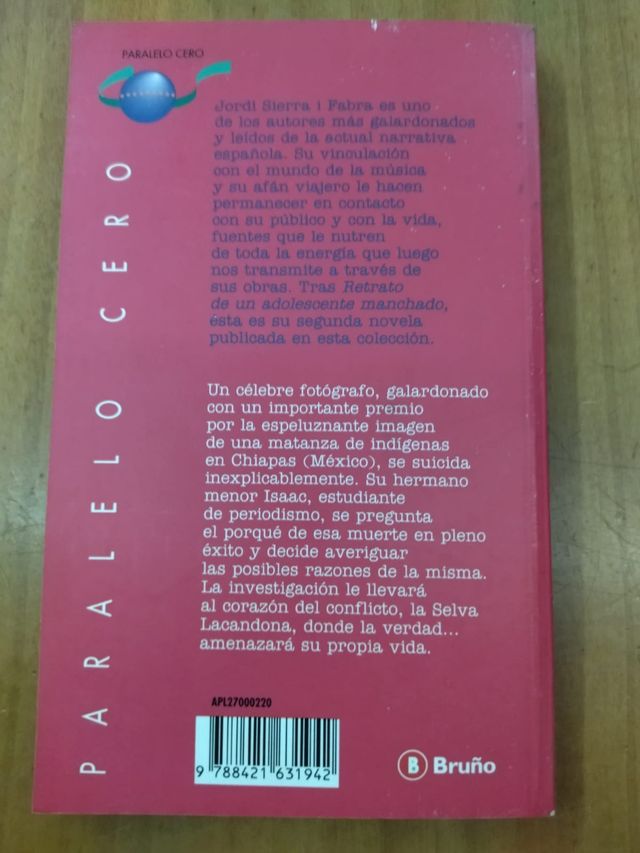 PARALELO CERO
PARALELO CERO
Jordi Sierra i Fabra es uno
de los autores más galardonados
y leídos de la actual narrativa
española. Su vinculación
con el mundo de la música
y su afán viajero le hacen
permanecer en contacto
con su público y con la vida,
fuentes que le nutren
de toda la energía que luego
nos transmite a través de
sus obras. Tras Retrato
de un adolescente manchado,
ésta es su segunda novela
publicada en esta colección.
Un célebre fotógrafo, galardonado
con un importante premio
por la espeluznante imagen
de una matanza de indígenas
en Chiapas (México), se suicida
inexplicablemente. Su hermano
menor Isaac, estudiante
de periodismo, se pregunta
el porqué de esa muerte en pleno
éxito y decide averiguar
las posibles razones de la misma.
La investigación le llevará
al corazón del conflicto, la Selva
Lacandona, donde la verdad...
amenazará su propia vida.
APL27000220
9 788421 631942
B Bruño